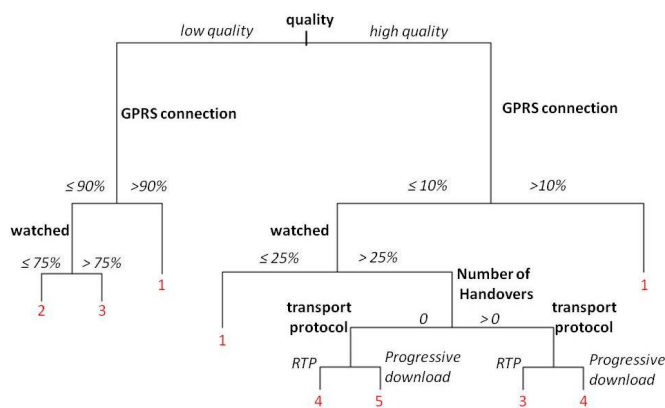 quality
low quality
high quality
GPRS connection
GPRS connection
≤ 90%
>90%
≤ 10%
>10%
watched
watched
≤ 75%
> 75%
≤ 25%
> 25%
1
1
Number of
Handovers
2
3
transport
protocol
0
> 0
transport
protocol
1
RTP
Progressive
download
RTP
Progressive
download
4
5
3
4